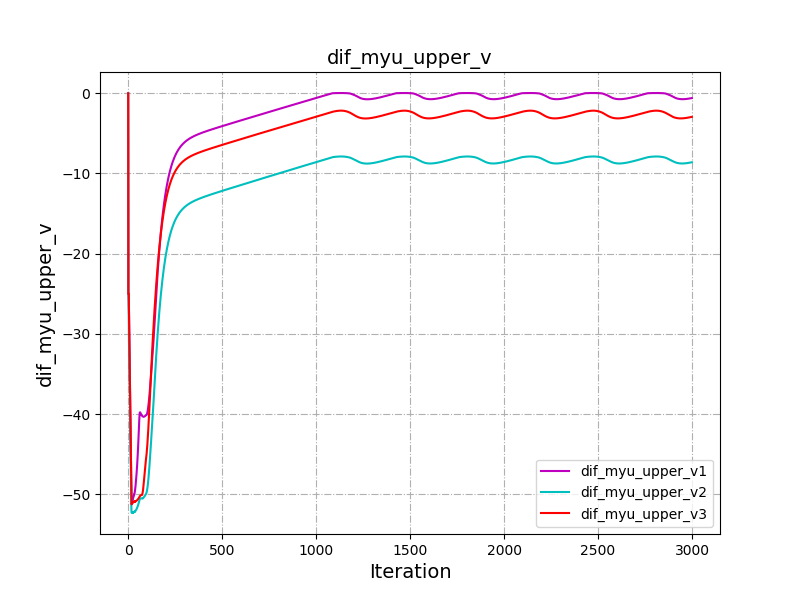 dif_myu_upper_v
dif_myu_upper_v
0
−10
−20
−30
−40
−50
0
500
1000
1500
2000
2500
3000
Iteration
dif_myu_upper_v1
dif_myu_upper_v2
dif_myu_upper_v3